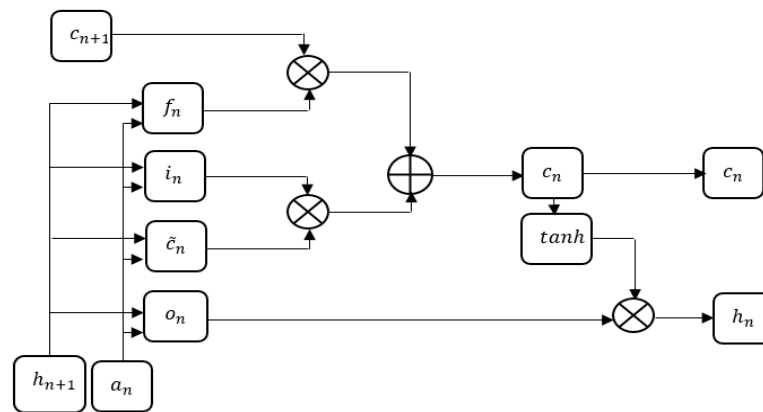 c_{n+1}
f_n
i_n
c_n
c_n
c̃_n
tanh
o_n
h_n
h_{n+1}
a_n